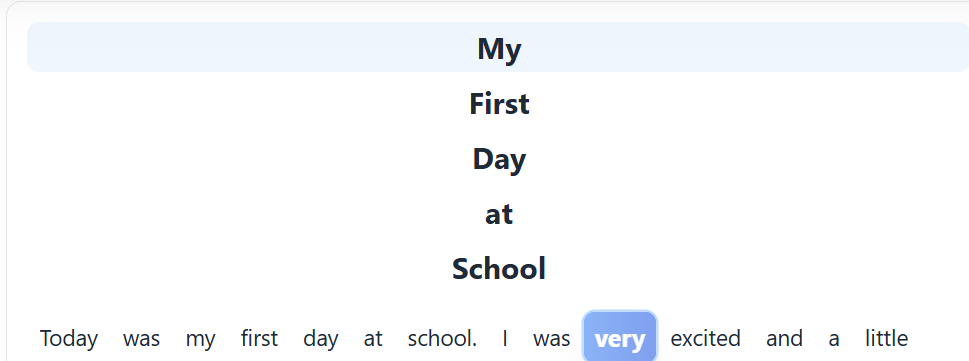 My
First
Day
at
School
Today was my first day at school. I was very excited and a little